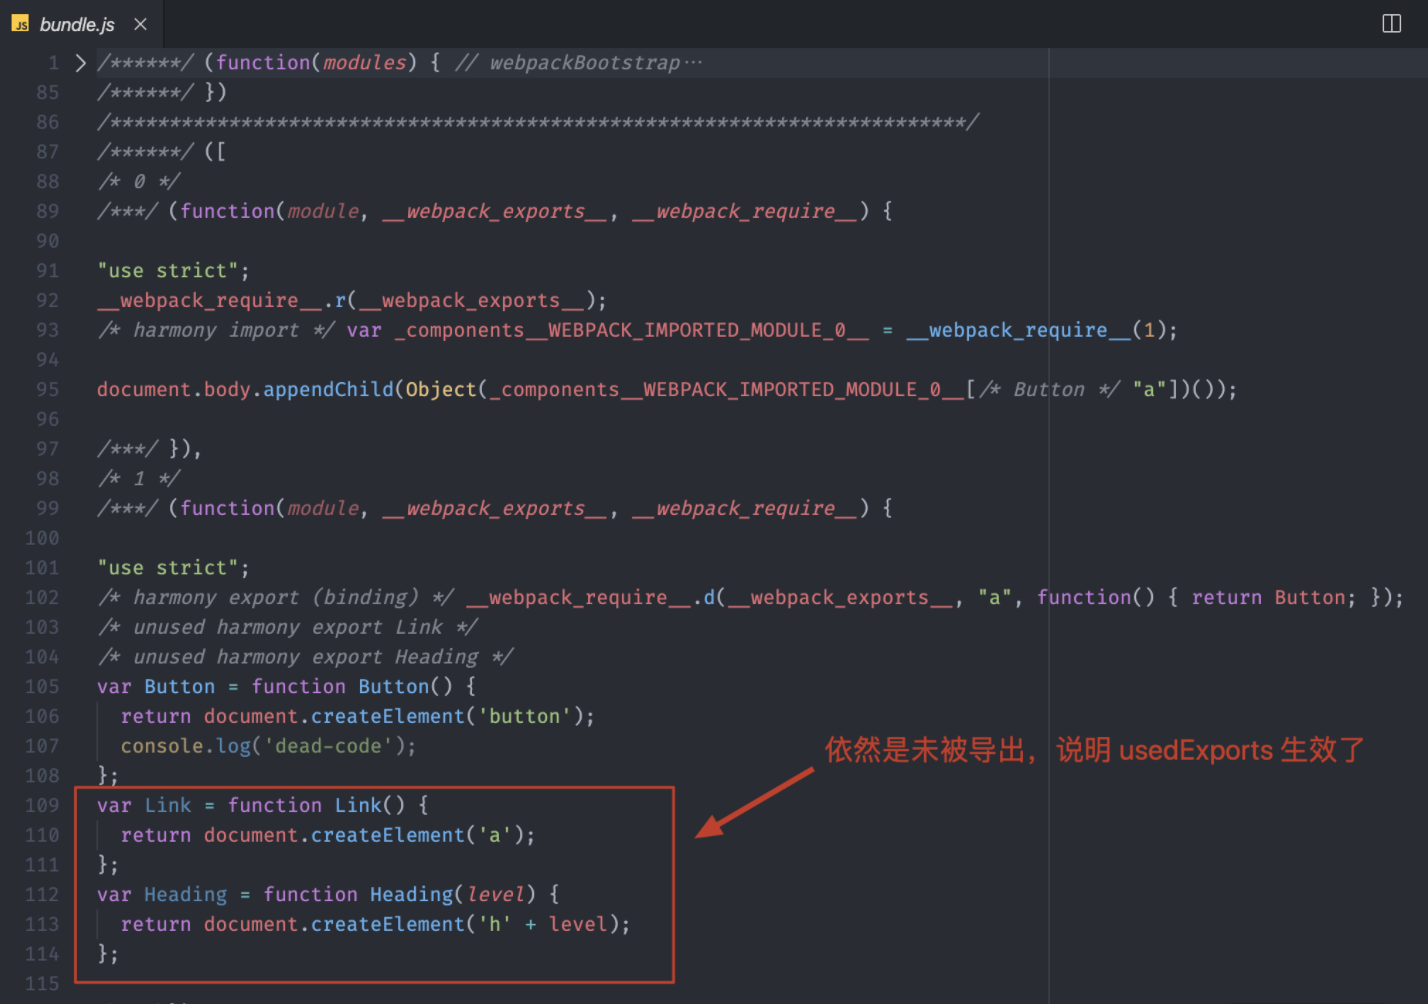 JS bundle.js ×
1 > /******/ (function(modules) { // webpackBootstrap···
85 /******/ })
86 /************************************************************************/
87 /******/ ([
88 /* 0 */
89 /***/ (function(module, __webpack_exports__, __webpack_require__) {
90
91 "use strict";
92 __webpack_require__.r(__webpack_exports__);
93 /* harmony import */ var _components__WEBPACK_IMPORTED_MODULE_0__ = __webpack_require__(1);
94
95 document.body.appendChild(Object(_components__WEBPACK_IMPORTED_MODULE_0__[/* Button */ "a"])());
96
97 /***/ }),
98 /* 1 */
99 /***/ (function(module, __webpack_exports__, __webpack_require__) {
100
101 "use strict";
102 /* harmony export (binding) */ __webpack_require__.d(__webpack_exports__, "a", function() { return Button; });
103 /* unused harmony export Link */
104 /* unused harmony export Heading */
105 var Button = function Button() {
106 return document.createElement('button');
107 console.log('dead-code');
依然是未被导出，说明 usedExports 生效了
108 };
109 var Link = function Link() {
110 return document.createElement('a');
111 };
112 var Heading = function Heading(level) {
113 return document.createElement('h' + level);
114 };
115